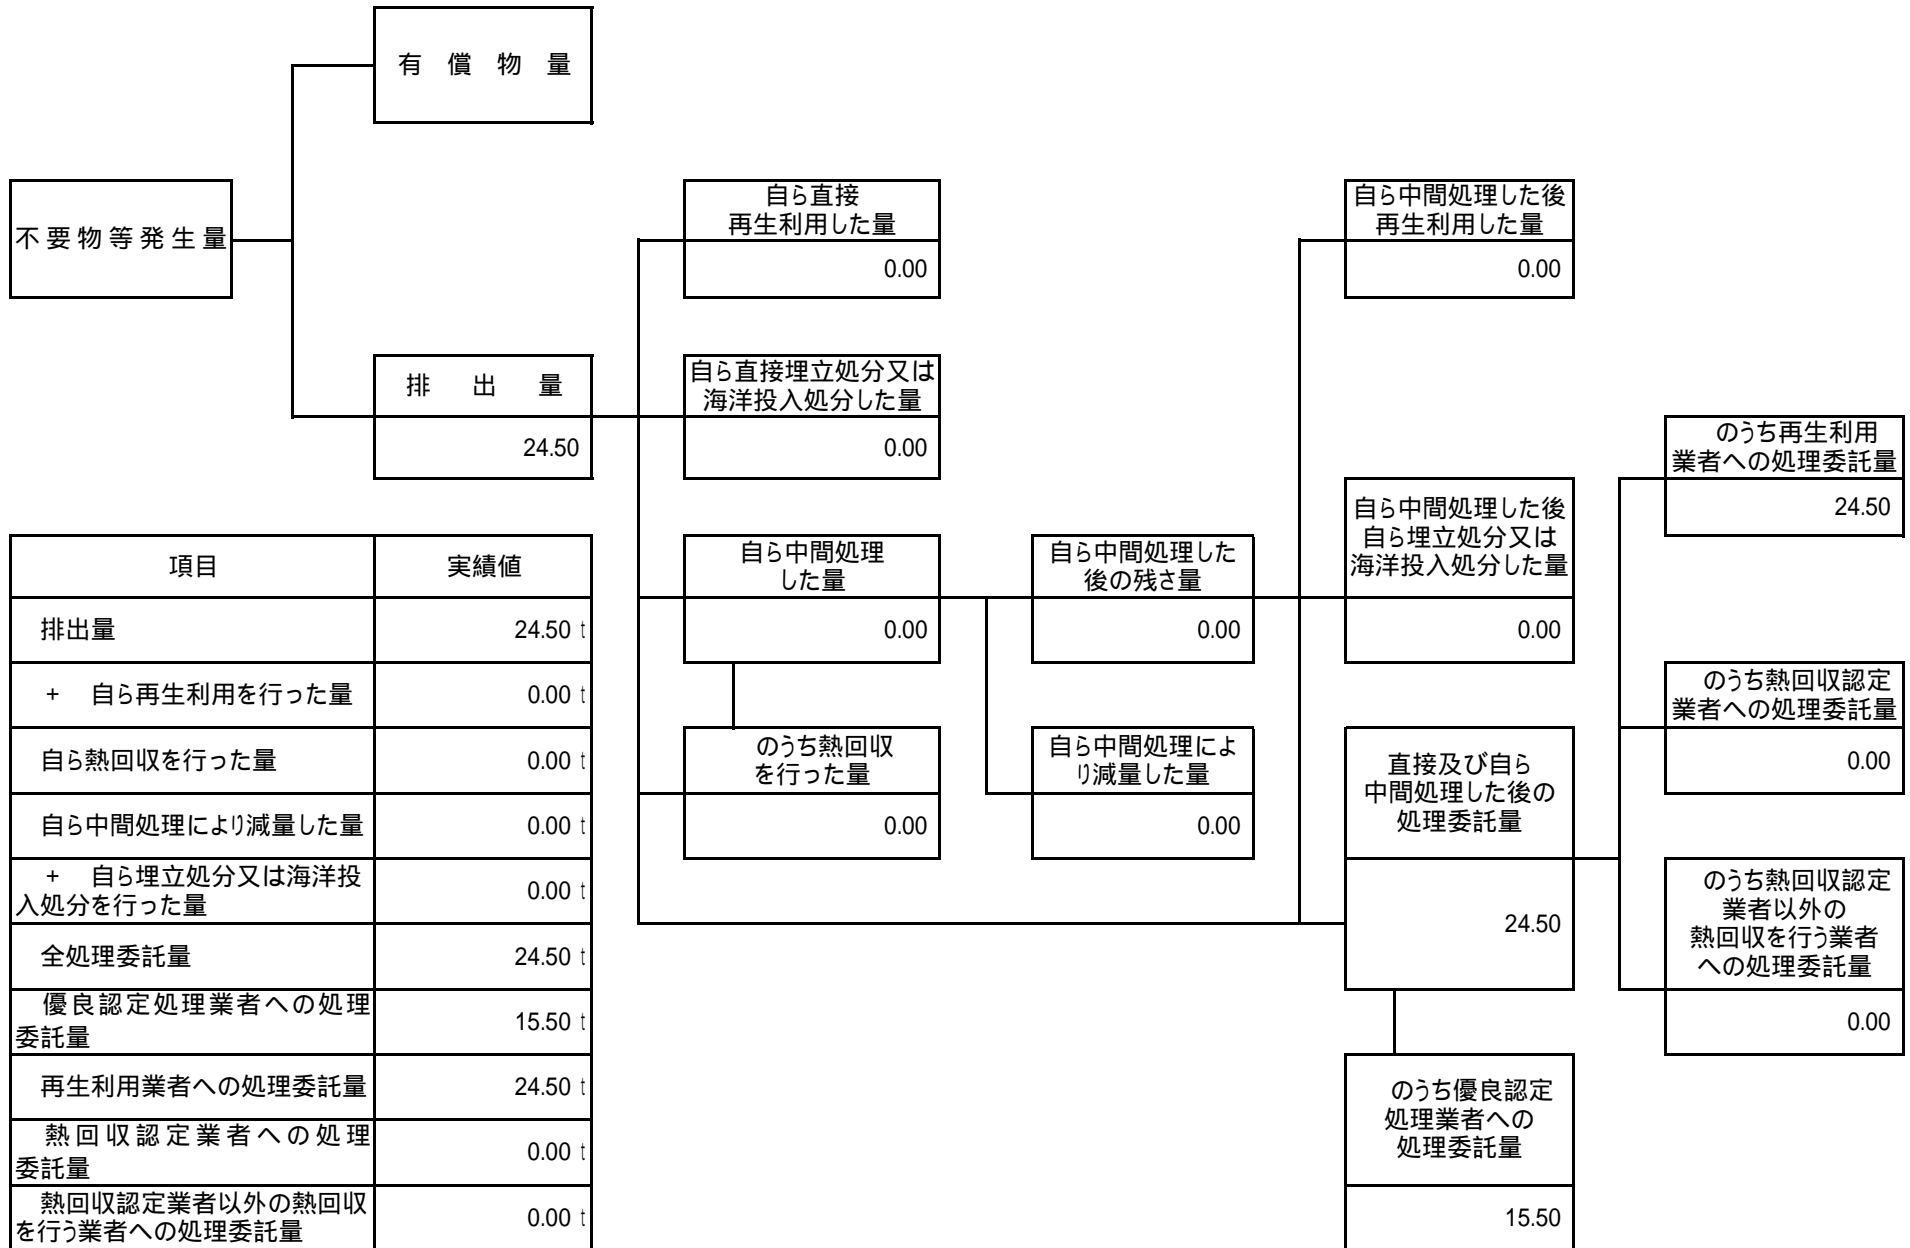 有 償 物 量
不要物等発生量
自ら直接
再生利用した量
0.00
自ら中間処理した後
再生利用した量
0.00
排 出 量
24.50
自ら直接埋立処分又は
海洋投入処分した量
0.00
のうち再生利用
業者への処理委託量
24.50
自ら中間処理した後
自ら埋立処分又は
海洋投入処分した量
0.00
自ら中間処理
した量
0.00
自ら中間処理した
後の残さ量
0.00
のうち熱回収認定
業者への処理委託量
0.00
のうち熱回収
を行った量
0.00
自ら中間処理によ
り減量した量
0.00
直接及び自ら
中間処理した後の
処理委託量
24.50
のうち熱回収認定
業者以外の
熱回収を行う業者
への処理委託量
0.00
のうち優良認定
処理業者への
処理委託量
15.50
項目 実績値
排出量 24.50 t
+ 自ら再生利用を行った量 0.00 t
自ら熱回収を行った量 0.00 t
自ら中間処理により減量した量 0.00 t
+ 自ら埋立処分又は海洋投
入処分を行った量 0.00 t
全処理委託量 24.50 t
優良認定処理業者への処理
委託量 15.50 t
再生利用業者への処理委託量 24.50 t
熱回収認定業者への処理
委託量 0.00 t
熱回収認定業者以外の熱回収
を行う業者への処理委託量 0.00 t